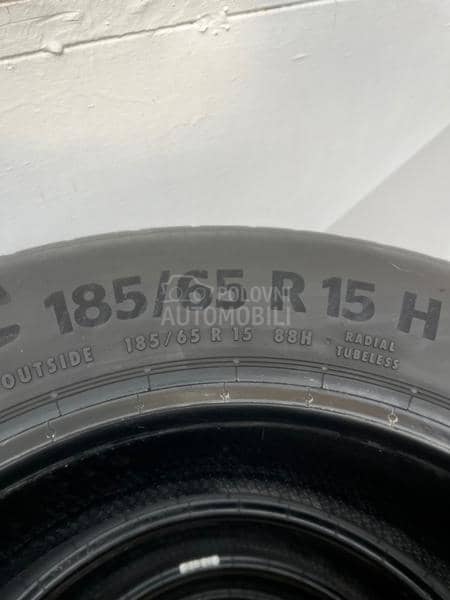 185/65 R 15 H
POLOVNI
AUTOMOBILI
OUTSIDE 185/65 R 15 88H RADIAL
TUBELESS